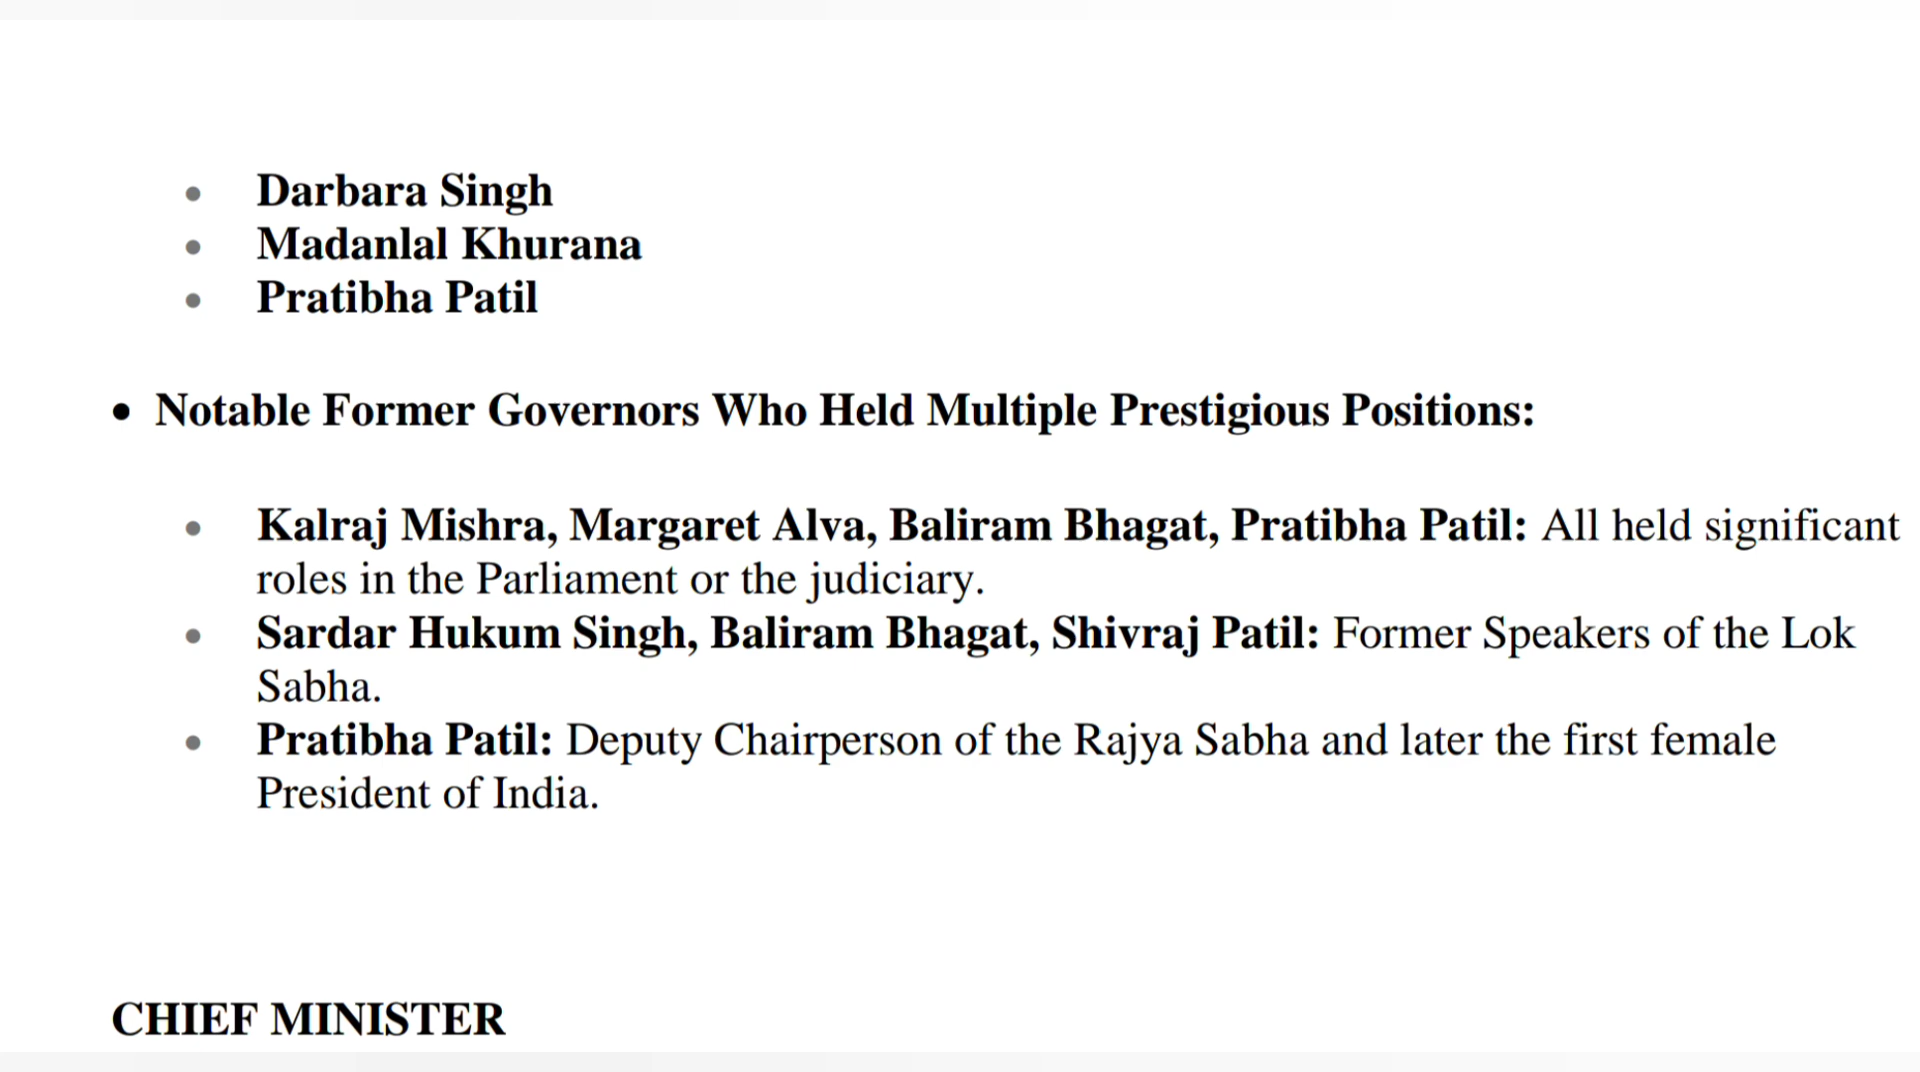 • Darbara Singh
• Madanlal Khurana
• Pratibha Patil
• Notable Former Governors Who Held Multiple Prestigious Positions:
• Kalraj Mishra, Margaret Alva, Baliram Bhagat, Pratibha Patil: All held significant
roles in the Parliament or the judiciary.
• Sardar Hukum Singh, Baliram Bhagat, Shivraj Patil: Former Speakers of the Lok
Sabha.
• Pratibha Patil: Deputy Chairperson of the Rajya Sabha and later the first female
President of India.
CHIEF MINISTER